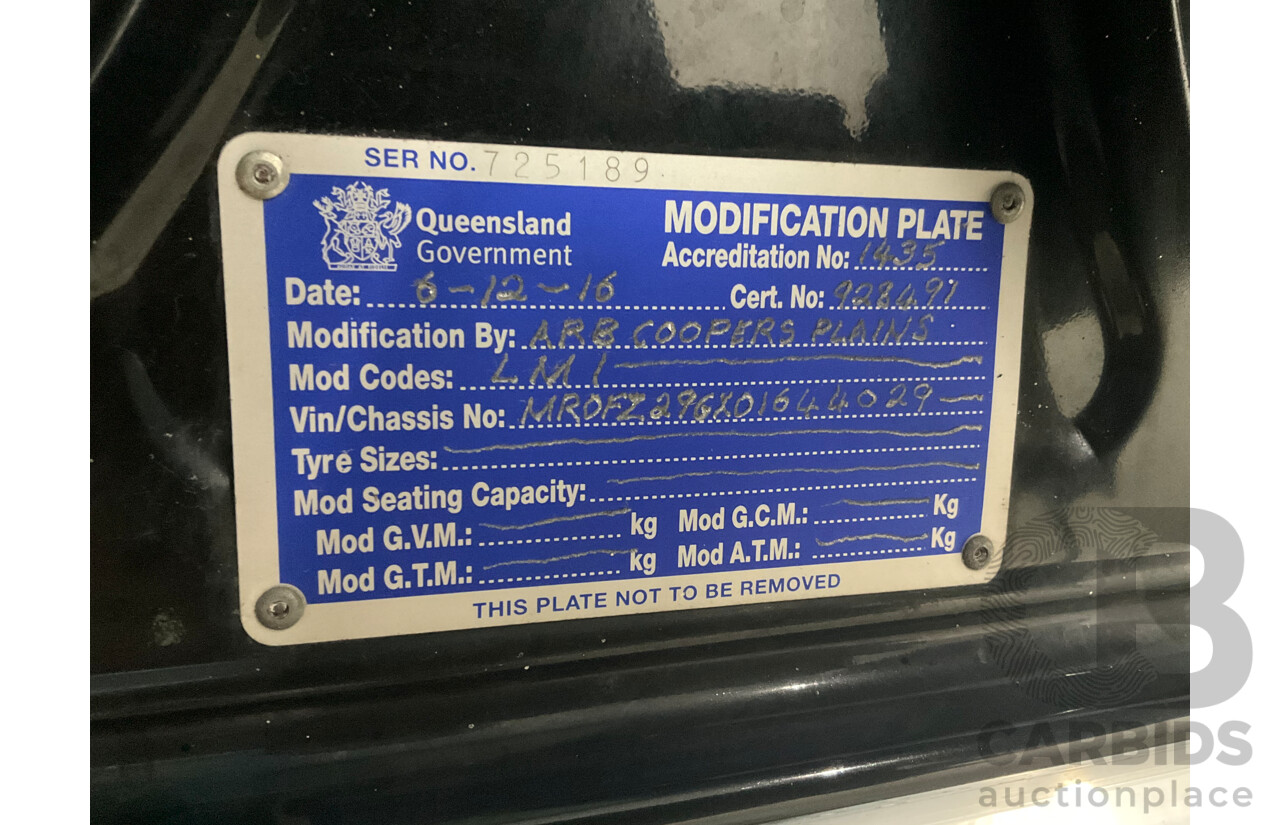 SER NO. 725189
Queensland Government
MODIFICATION PLATE
Accreditation No: 1435
Date: 6-12-16 Cert. No: 928491
Modification By: ARB COOPERS PLAINS
Mod Codes: LM1
Vin/Chassis No: MR0FZ29GX01644029
Tyre Sizes:
Mod Seating Capacity:
Mod G.V.M.: kg Mod G.C.M.: Kg
Mod G.T.M.: kg Mod A.T.M.: Kg
THIS PLATE NOT TO BE REMOVED
CB
CARBIDS
auctionplace